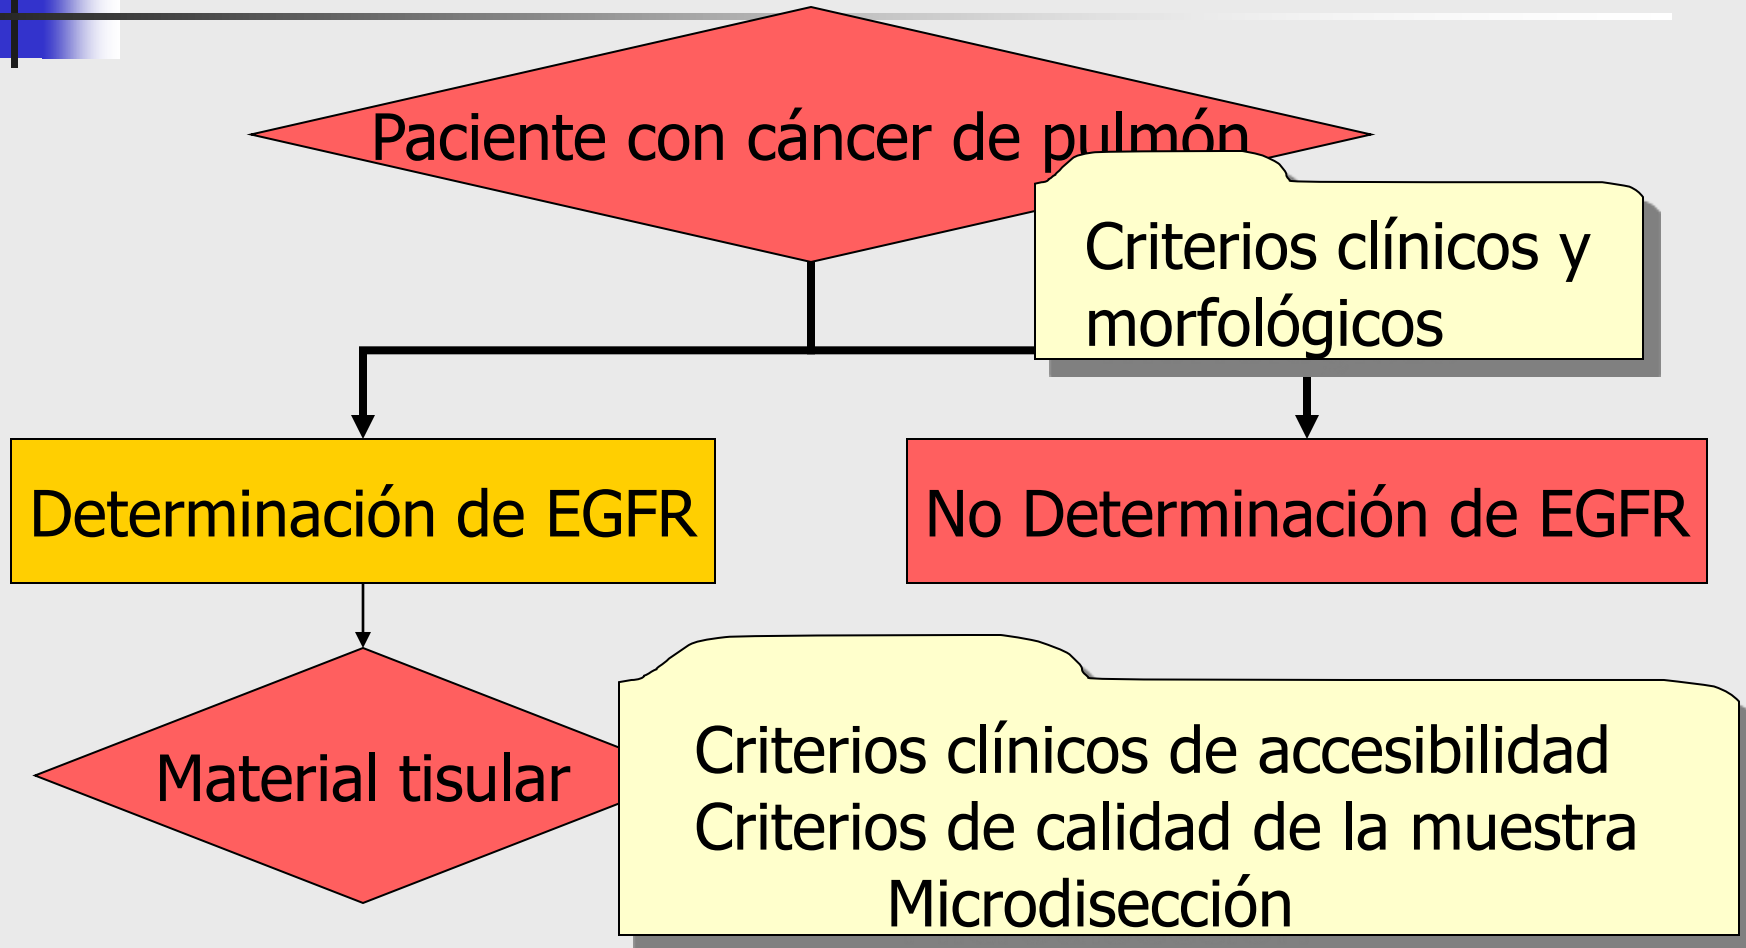 Paciente con cáncer de pulmón
Criterios clínicos y
morfológicos
Determinación de EGFR
No Determinación de EGFR
Material tisular
Criterios clínicos de accesibilidad
Criterios de calidad de la muestra
Microdisección